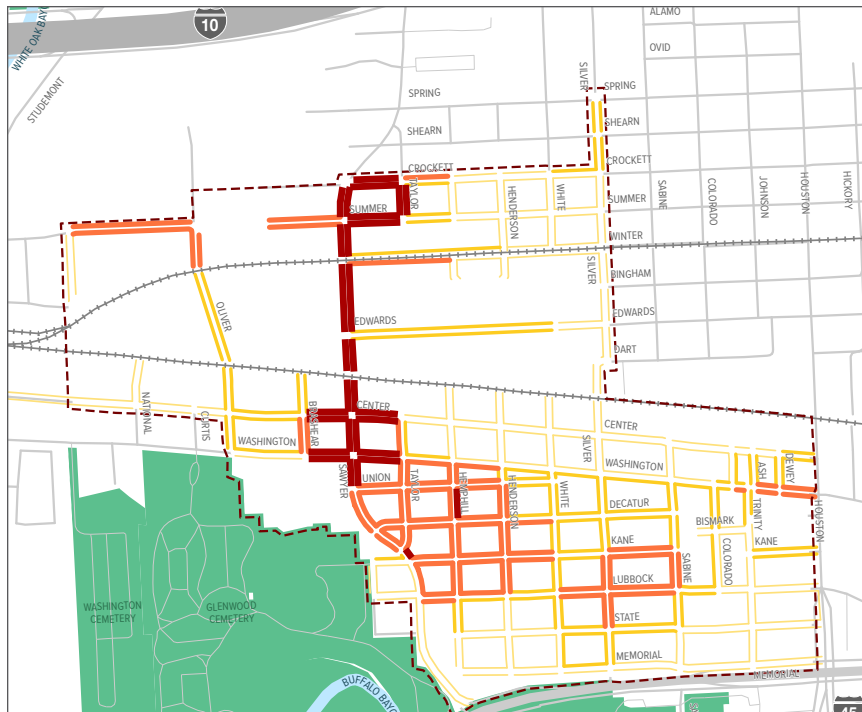 ALAMO
10
WHITE OAK BAYOU
OVID
SILVER
STUDEMONT
SPRING
SPRING
SHEARN
SHEARN
CROCKETT
CROCKETT
TAYLOR
HENDERSON
WHITE
SABINE
COLORADO
JOHNSON
HOUSTON
HICKORY
SUMMER
SUMMER
WINTER
SILVER
BINGHAM
OLIVER
EDWARDS
EDWARDS
DART
NATIONAL
CURTIS
BRASHEAR
CENTER
CENTER
WASHINGTON
SILVER
WASHINGTON
ASH
DEWEY
SAWYER
UNION
TAYLOR
HEMPHILL
HENDERSON
WHITE
DECATUR
BISMARK
TRINITY
HOUSTON
KANE
KANE
SABINE
COLORADO
LUBBOCK
WASHINGTON
CEMETERY
GLENWOOD
CEMETERY
STATE
MEMORIAL
MEMORIAL
BUFFALO BAYO
45